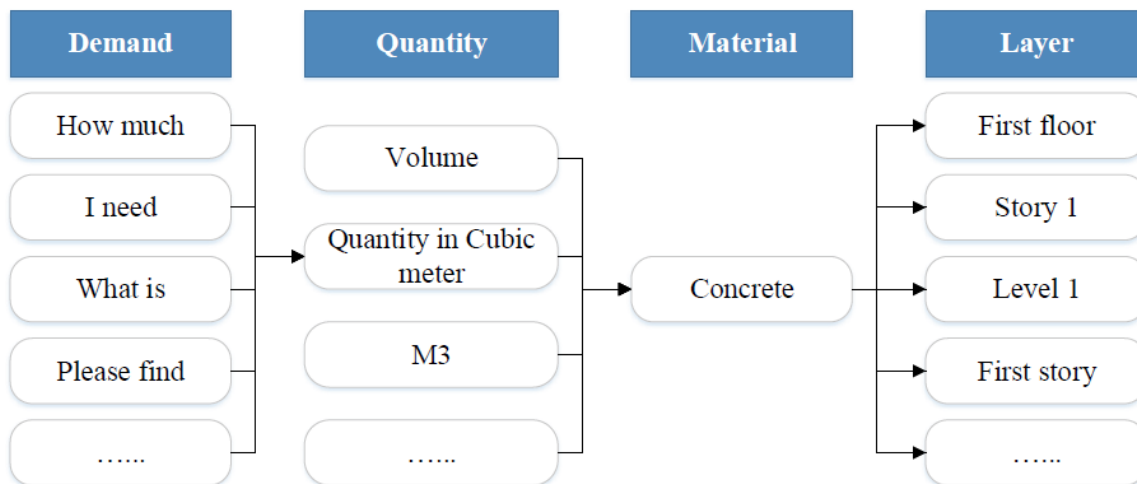 Demand
Quantity
Material
Layer
How much
I need
What is
Please find
…...
Volume
Quantity in Cubic
meter
M3
…...
Concrete
First floor
Story 1
Level 1
First story
…...